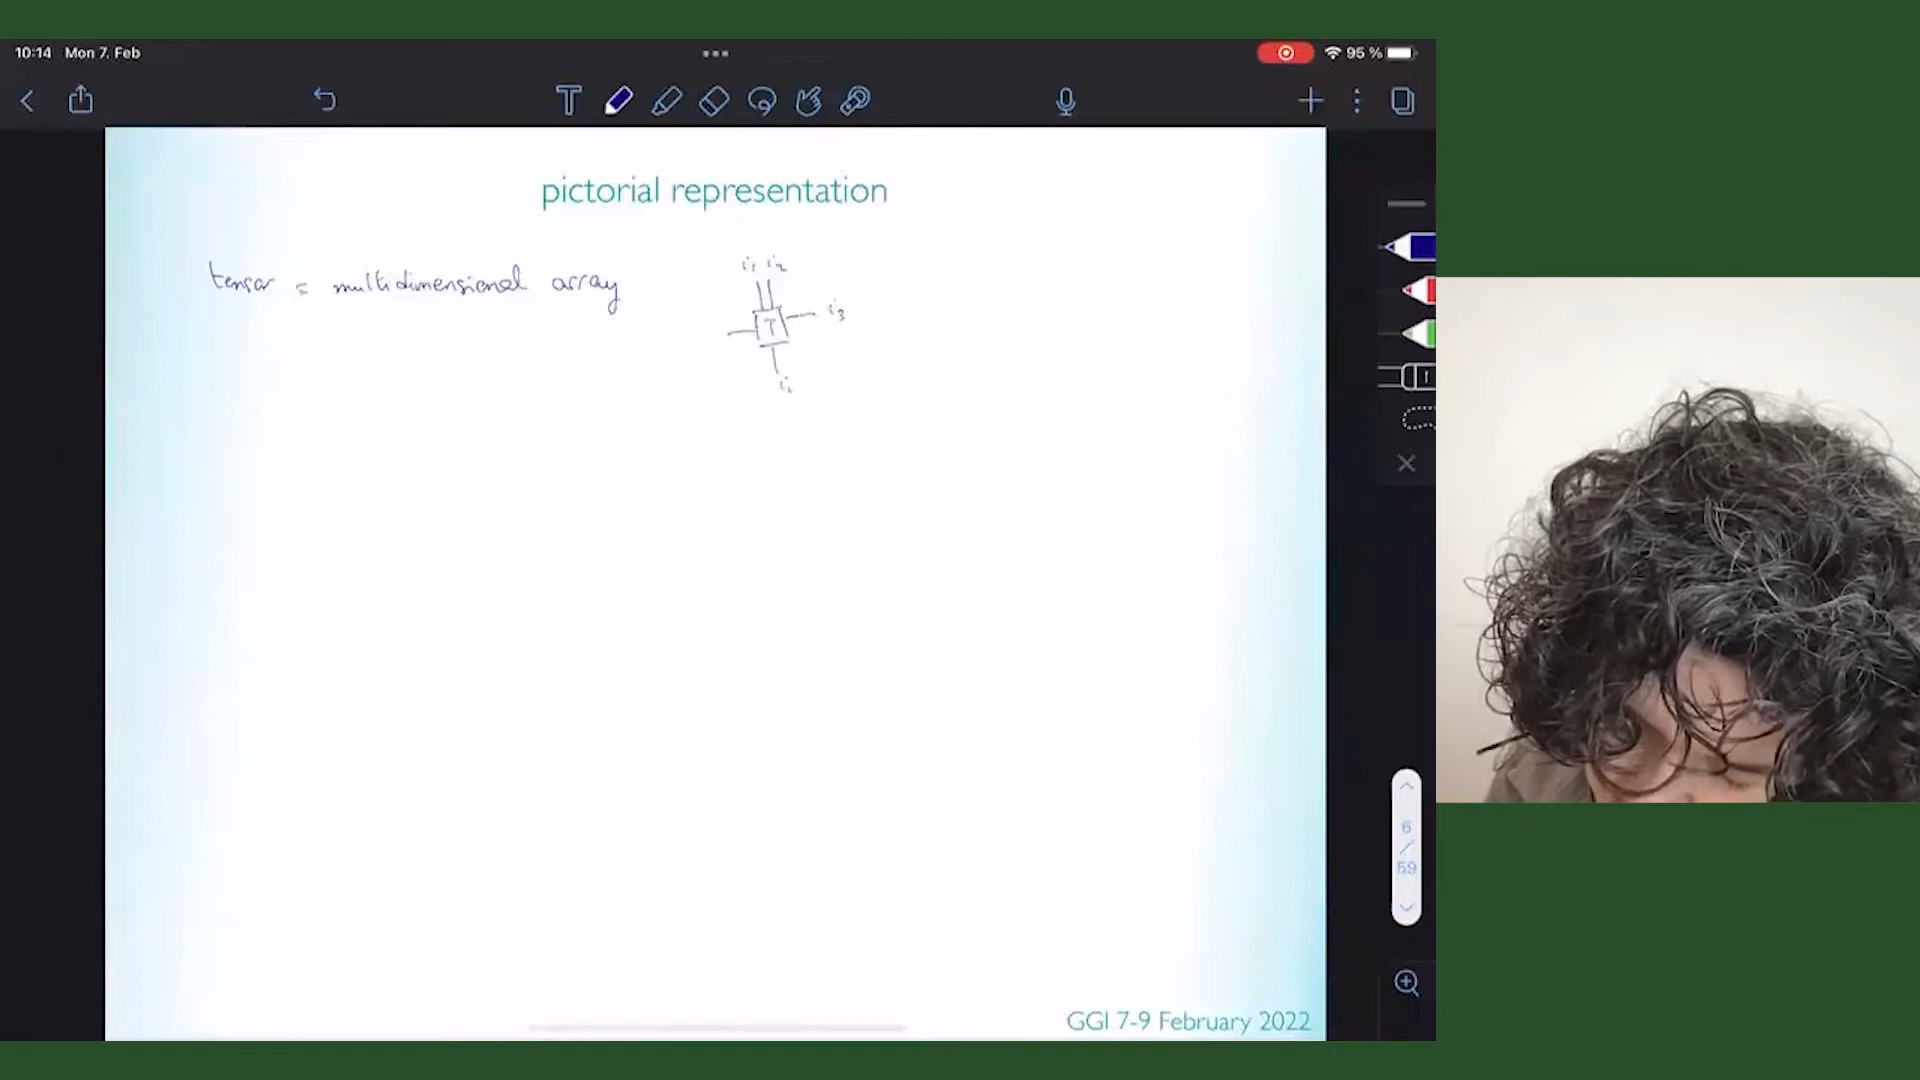 10:14 Mon 7. Feb
95 %
pictorial representation
tensor = multidimensional array
i₁ i₂
T
i₃
6
/
59
GGI 7-9 February 2022